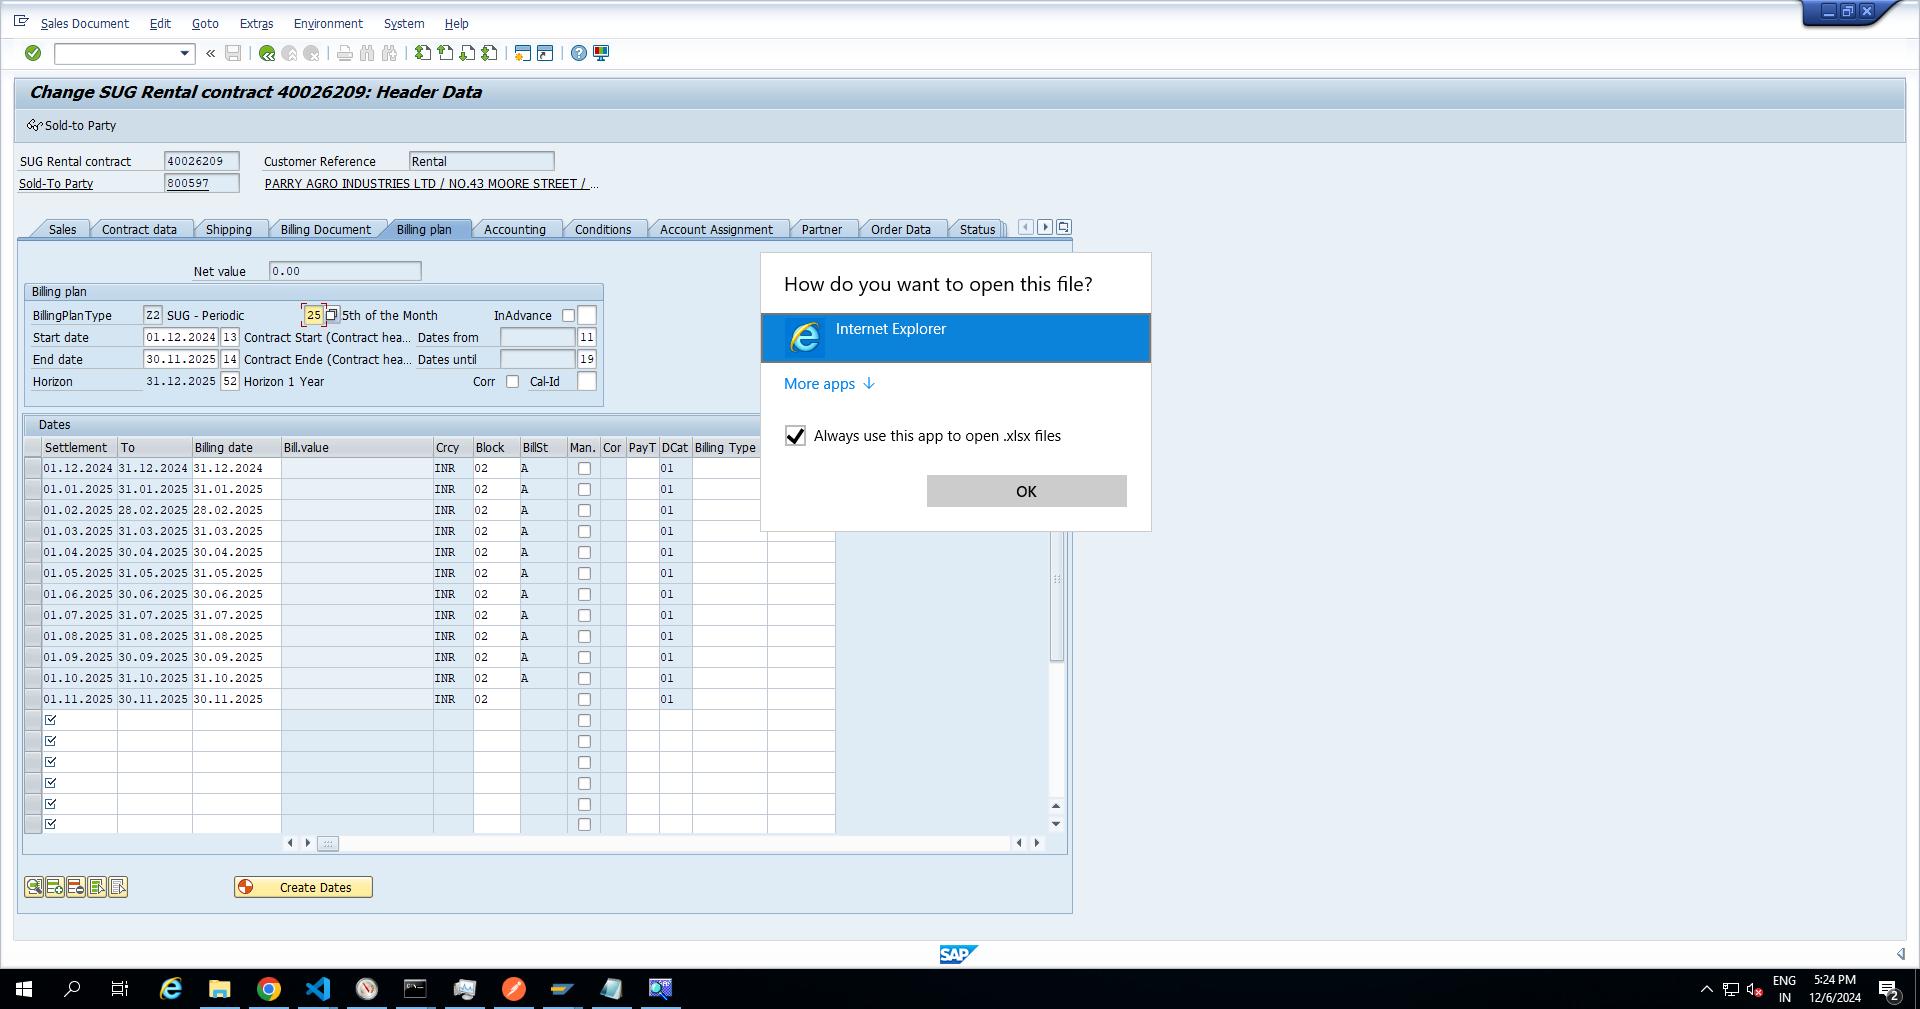 Sales Document Edit Goto Extras Environment System Help
Change SUG Rental contract 40026209: Header Data
Sold-to Party
SUG Rental contract 40026209 Customer Reference Rental
Sold-To Party 800597 PARRY AGRO INDUSTRIES LTD / NO.43 MOORE STREET / ...
Sales Contract data Shipping Billing Document Billing plan Accounting Conditions Account Assignment Partner Order Data Status
Net value 0.00
Billing plan
BillingPlanType Z2 SUG - Periodic 25 5th of the Month InAdvance
Start date 01.12.2024 13 Contract Start (Contract hea... Dates from 11
End date 30.11.2025 14 Contract Ende (Contract hea... Dates until 19
Horizon 31.12.2025 52 Horizon 1 Year Corr Cal-Id
Dates
Settlement To Billing date Bill.value Crcy Block BillSt Man. Cor PayT DCat Billing Type
01.12.2024 31.12.2024 31.12.2024 INR 02 A 01
01.01.2025 31.01.2025 31.01.2025 INR 02 A 01
01.02.2025 28.02.2025 28.02.2025 INR 02 A 01
01.03.2025 31.03.2025 31.03.2025 INR 02 A 01
01.04.2025 30.04.2025 30.04.2025 INR 02 A 01
01.05.2025 31.05.2025 31.05.2025 INR 02 A 01
01.06.2025 30.06.2025 30.06.2025 INR 02 A 01
01.07.2025 31.07.2025 31.07.2025 INR 02 A 01
01.08.2025 31.08.2025 31.08.2025 INR 02 A 01
01.09.2025 30.09.2025 30.09.2025 INR 02 A 01
01.10.2025 31.10.2025 31.10.2025 INR 02 A 01
01.11.2025 30.11.2025 30.11.2025 INR 02 01
Create Dates
How do you want to open this file?
Internet Explorer
More apps
Always use this app to open .xlsx files
OK
SAP
ENG
IN
5:24 PM
12/6/2024
2